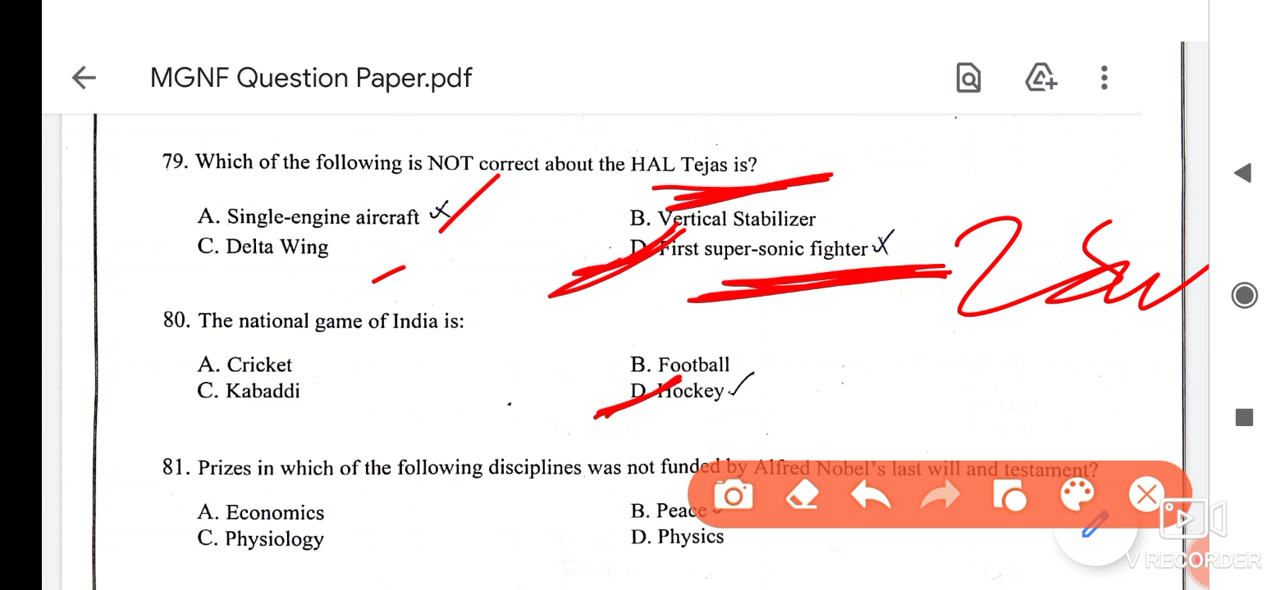 MGNF Question Paper.pdf
79. Which of the following is NOT correct about the HAL Tejas is?
A. Single-engine aircraft
B. Vertical Stabilizer
C. Delta Wing
D. First super-sonic fighter
80. The national game of India is:
A. Cricket
B. Football
C. Kabaddi
D. Hockey
81. Prizes in which of the following disciplines was not funded by Alfred Nobel's last will and testament?
A. Economics
B. Peace
C. Physiology
D. Physics
V RECORDER